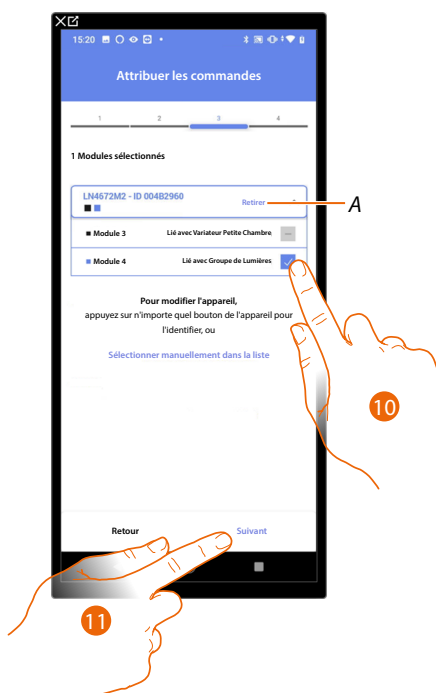 15:20
Attribuer les commandes
1 2 3 4
1 Modules sélectionnés
LN4672M2 - ID 004B2960
Retirer
A
Module 3 Lié avec Variateur Petite Chambre
Module 4 Lié avec Groupe de Lumières
Pour modifier l'appareil,
appuyez sur n'importe quel bouton de l'appareil pour
l'identifier, ou
Sélectionner manuellement dans la liste
10
Retour Suivant
11